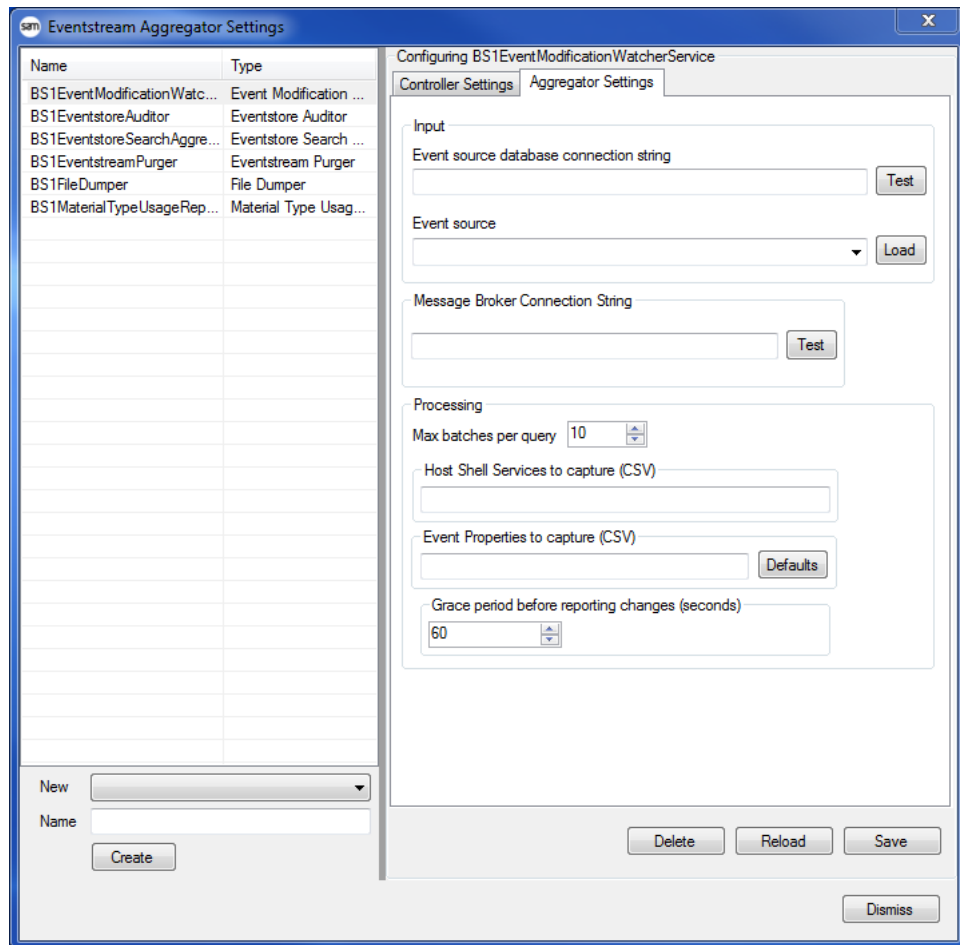 sam Eventstream Aggregator Settings
X
Name Type
BS1EventModificationWatc... Event Modification ...
BS1EventstoreAuditor Eventstore Auditor
BS1EventstoreSearchAggre... Eventstore Search ...
BS1EventstreamPurger Eventstream Purger
BS1FileDumper File Dumper
BS1MaterialTypeUsageRep... Material Type Usag...
New
Name
Create
Configuring BS1EventModificationWatcherService
Controller Settings Aggregator Settings
Input
Event source database connection string
Test
Event source
Load
Message Broker Connection String
Test
Processing
Max batches per query 10
Host Shell Services to capture (CSV)
Event Properties to capture (CSV)
Defaults
Grace period before reporting changes (seconds)
60
Delete Reload Save
Dismiss